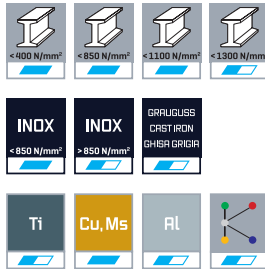 <400 N/mm² <850 N/mm² <1100 N/mm² <1300 N/mm²
INOX INOX GRAUGUSS
CAST IRON
GHISA GRIGIA
<850 N/mm² >850 N/mm²
Ti Cu, Ms Al